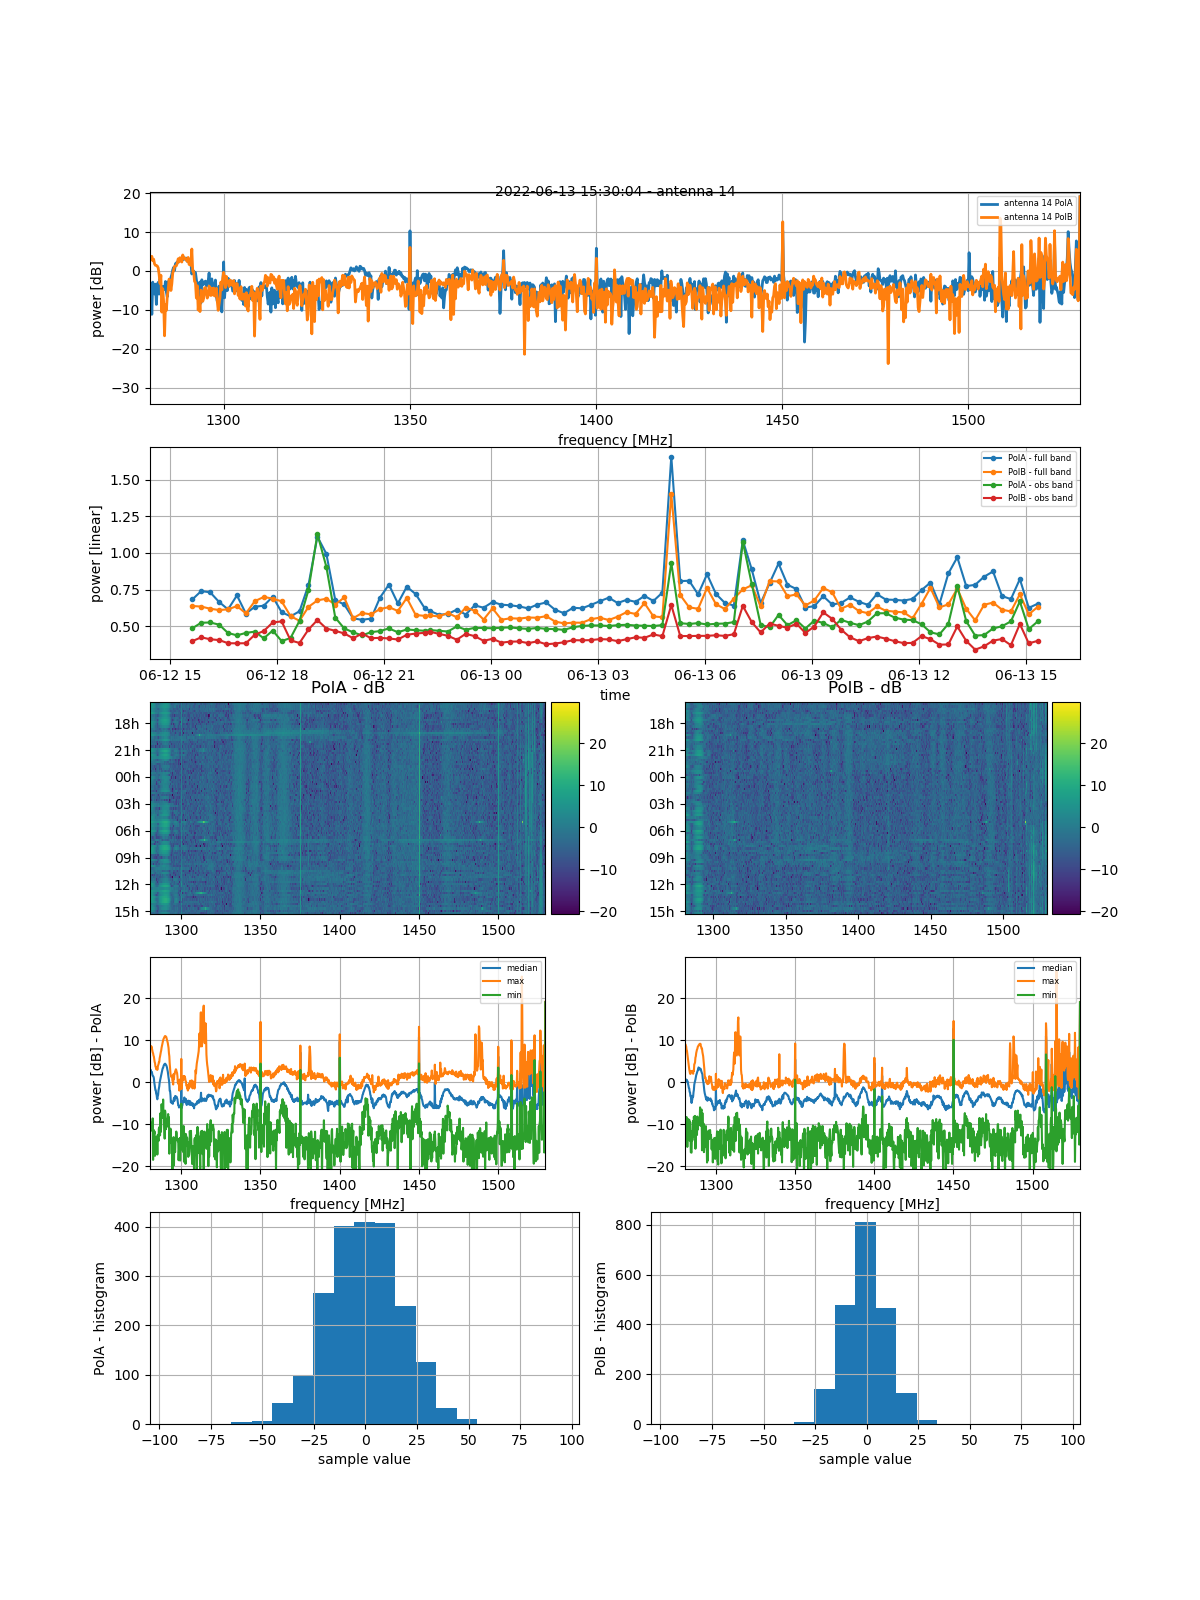 2022-06-13 15:30:04 - antenna 14
antenna 14 PolA
antenna 14 PolB
power [dB]
20
10
0
−10
−20
−30
1300 1350 1400 1450 1500
frequency [MHz]
PolA - full band
PolB - full band
PolA - obs band
PolB - obs band
power [linear]
1.50
1.25
1.00
0.75
0.50
06-12 15 06-12 18 06-12 21 06-13 00 06-13 03 06-13 06 06-13 09 06-13 12 06-13 15
time
PolA - dB
18h
21h
00h
03h
06h
09h
12h
15h
1300 1350 1400 1450 1500
20
10
0
−10
−20
PolB - dB
18h
21h
00h
03h
06h
09h
12h
15h
1300 1350 1400 1450 1500
20
10
0
−10
−20
median
max
min
power [dB] - PolA
20
10
0
−10
−20
1300 1350 1400 1450 1500
frequency [MHz]
median
max
min
power [dB] - PolB
20
10
0
−10
−20
1300 1350 1400 1450 1500
frequency [MHz]
PolA - histogram
400
300
200
100
0
−100 −75 −50 −25 0 25 50 75 100
sample value
PolB - histogram
800
600
400
200
0
−100 −75 −50 −25 0 25 50 75 100
sample value